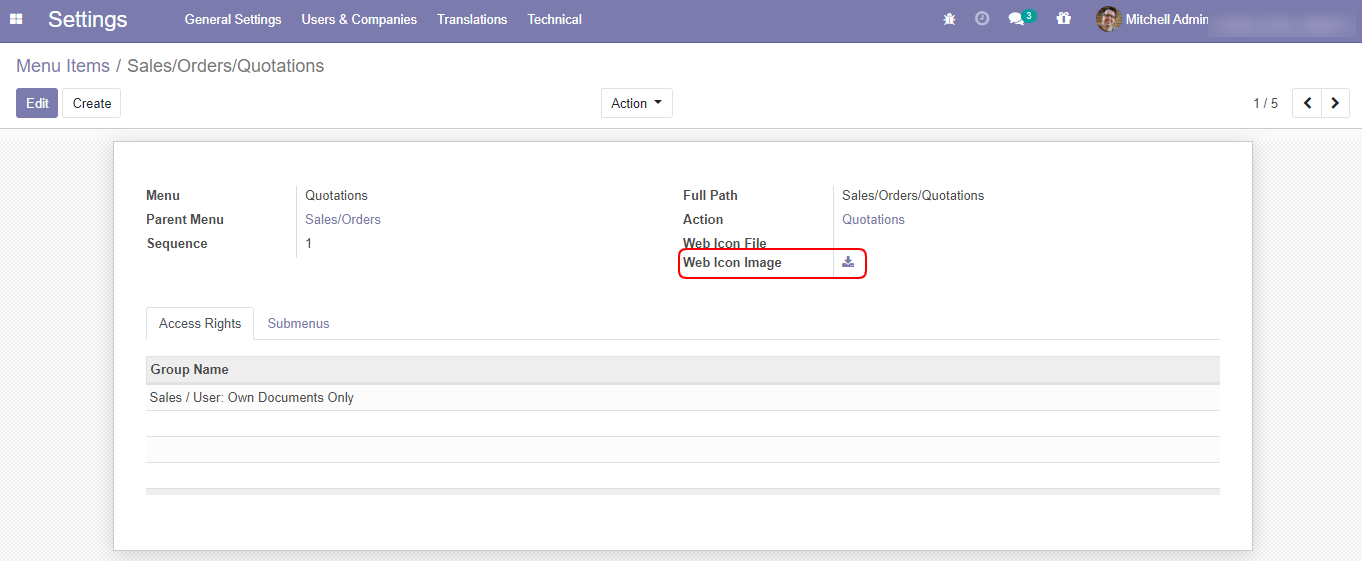 Settings General Settings Users & Companies Translations Technical 3 Mitchell Admin
Menu Items / Sales/Orders/Quotations
Edit Create Action 1 / 5
Menu Quotations Full Path Sales/Orders/Quotations
Parent Menu Sales/Orders Action Quotations
Sequence 1 Web Icon File
Web Icon Image
Access Rights Submenus
Group Name
Sales / User: Own Documents Only